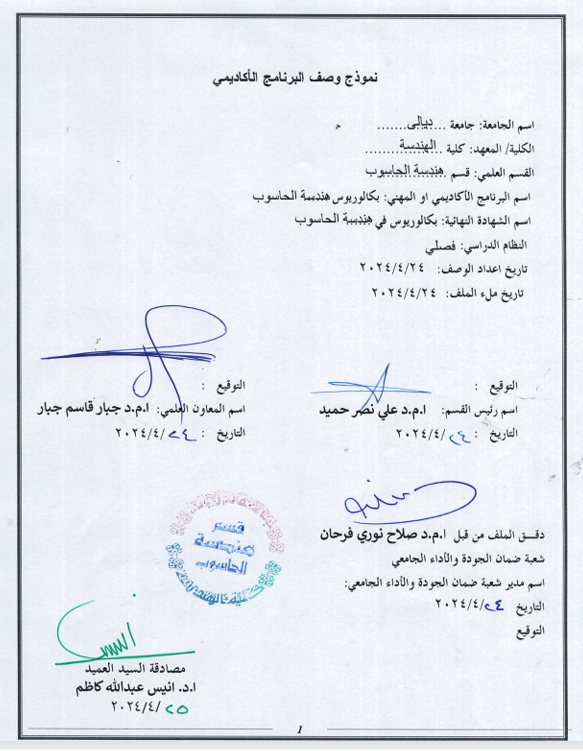 نموذج وصف البرنامج الأكاديمي
اسم الجامعة: جامعة ..ديالى........
الكلية/ المعهد: كلية ..الهندسة..........
القسم العلمي: قسم ..هندسة الحاسوب
اسم البرنامج الأكاديمي او المهني: بكالوريوس هندسة الحاسوب
اسم الشهادة النهائية: بكالوريوس في هندسة الحاسوب
النظام الدراسي: فصلي
تاريخ اعداد الوصف: ٢٠٢٤/٤/٢٤
تاريخ ملء الملف: ٢٠٢٤/٤/٢٤
التوقيع :
اسم رئيس القسم: ا.م.د علي نصر حميد
التاريخ : ٢٠٢٤/٤/٢٤
التوقيع :
اسم المعاون العلمي: ا.م.د جبار قاسم جبار
التاريخ : ٢٠٢٤/٤/٢٤
دقق الملف من قبل ا.م.د صلاح نوري فرحان
شعبة ضمان الجودة والأداء الجامعي
اسم مدير شعبة ضمان الجودة والأداء الجامعي:
التاريخ ٢٠٢٤/٤/٢٤
التوقيع
قسم
هندسة
الحاسوب
كلية الهندسة
مصادقة السيد العميد
ا.د. انيس عبدالله كاظم
٢٠٢٤/٤/٢٥
1